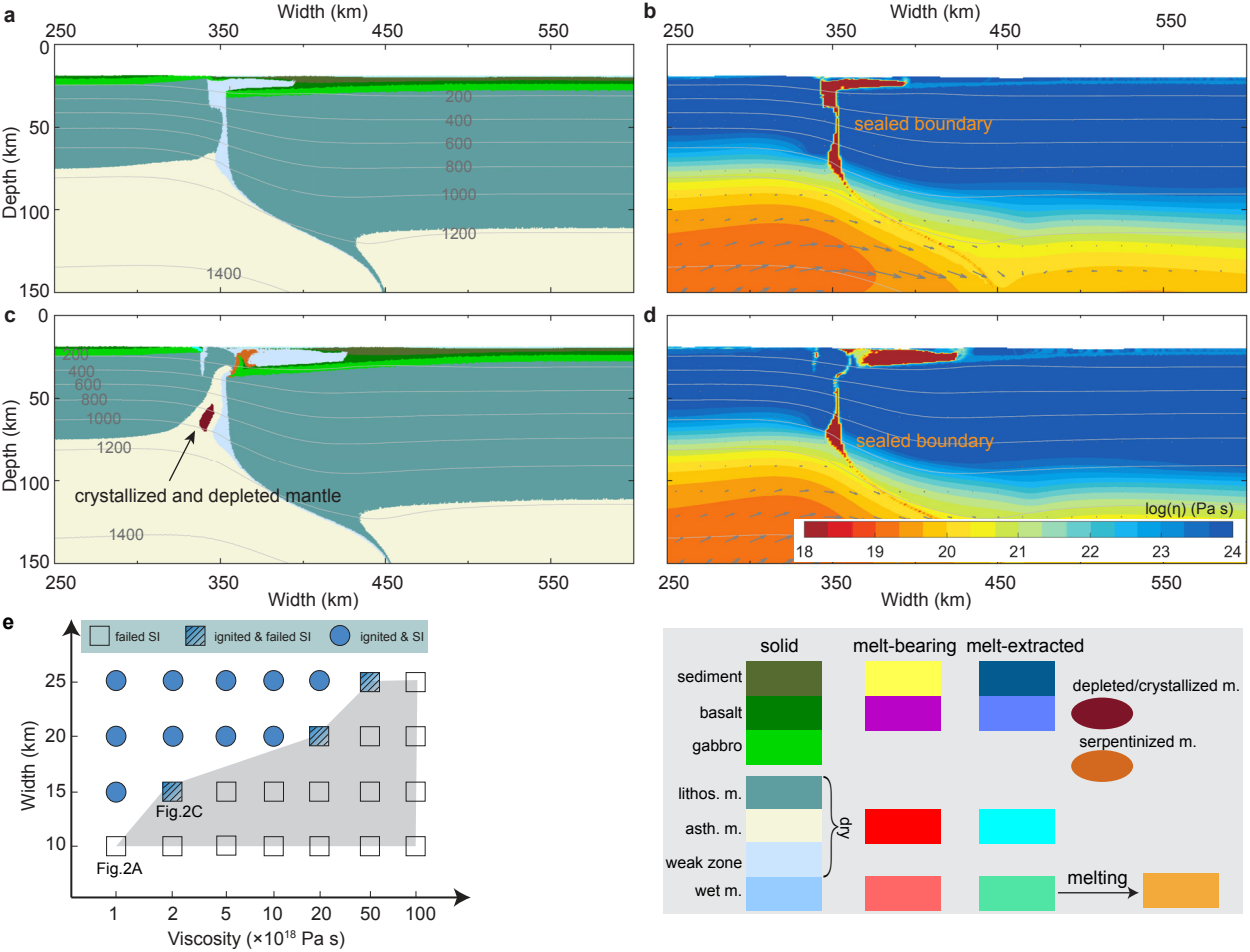 a
Width (km)
250
350
450
550
0
50
100
150
Depth (km)
200
400
600
800
1000
1200
1400
b
Width (km)
250
350
450
550
sealed boundary
c
0
50
100
150
Depth (km)
200
400
600
800
1000
1200
1400
crystallized and depleted mantle
250
350
450
550
Width (km)
d
sealed boundary
log(η) (Pa s)
18
19
20
21
22
23
24
250
350
450
550
Width (km)
e
failed SI
ignited & failed SI
ignited & SI
25
20
15
10
Width (km)
Fig.2C
Fig.2A
1
2
5
10
20
50
100
Viscosity (×10¹⁸ Pa s)
solid
melt-bearing
melt-extracted
sediment
basalt
gabbro
lithos. m.
asth. m.
weak zone
wet m.
dry
depleted/crystallized m.
serpentinized m.
melting